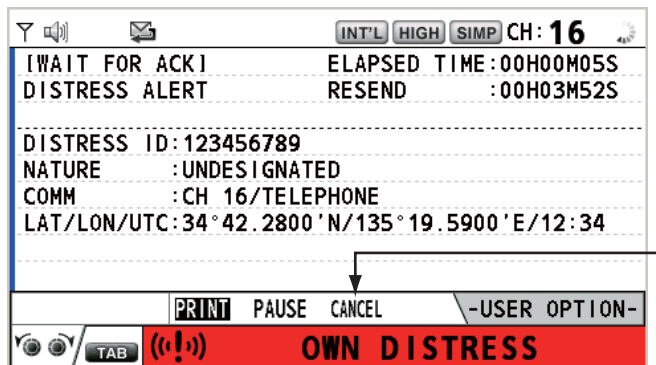 INT'L HIGH SIMP CH:16
[WAIT FOR ACK] ELAPSED TIME:00H00M05S
DISTRESS ALERT RESEND :00H03M52S
DISTRESS ID:123456789
NATURE :UNDESIGNATED
COMM :CH 16/TELEPHONE
LAT/LON/UTC:34°42.2800'N/135°19.5900'E/12:34
PRINT PAUSE CANCEL -USER OPTION-
TAB OWN DISTRESS